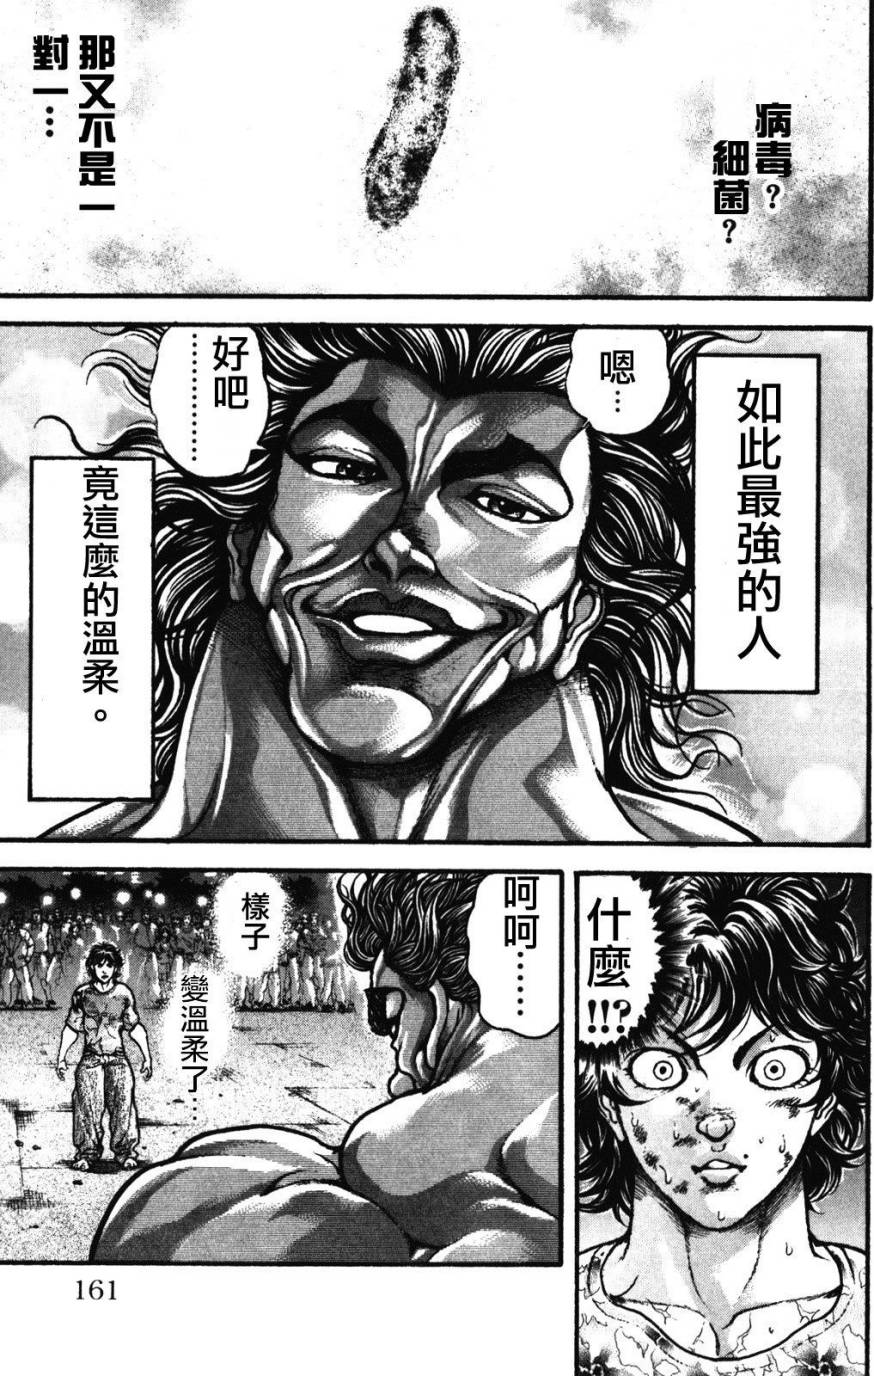 病毒？
細菌？
那又不是一
對一…
如此最強的人
嗯…
好吧
………
竟這麼的溫柔。
什麼!!?
呵呵……
樣子
變溫柔了…
161